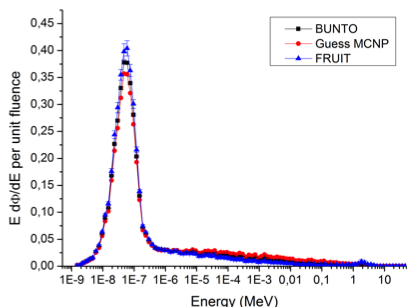 E dΦ/dE per unit fluence
0,45
0,40
0,35
0,30
0,25
0,20
0,15
0,10
0,05
0,00
BUNTO
Guess MCNP
FRUIT
1E-9 1E-8 1E-7 1E-6 1E-5 1E-4 1E-3 0,01 0,1 1 10
Energy (MeV)